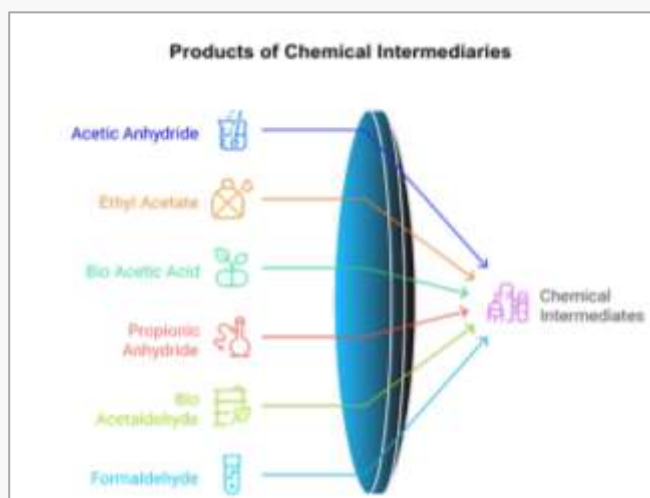 Products of Chemical Intermediaries
Acetic Anhydride
Ethyl Acetate
Bio Acetic Acid
Propionic
Anhydride
Bio
Acetaldehyde
Formaldehyde
Chemical
Intermediates